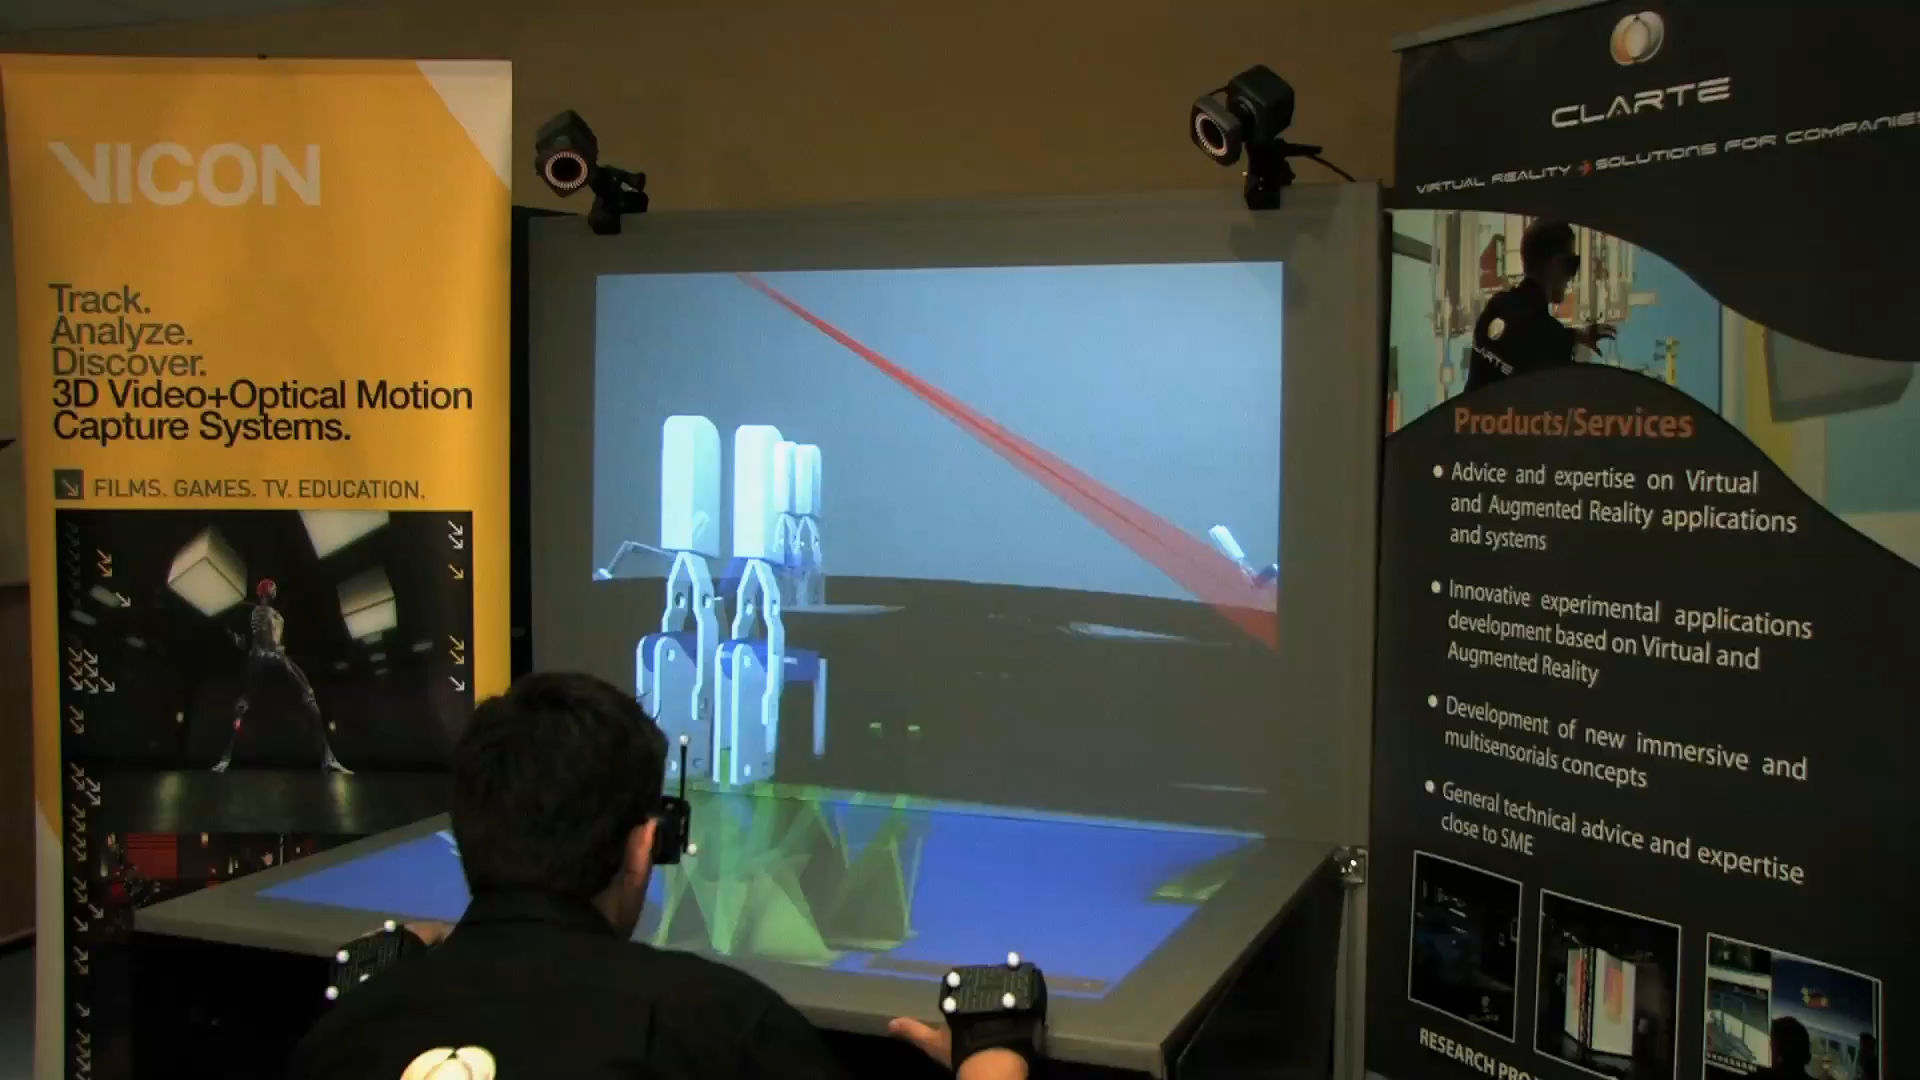 VICON
Track.
Analyze.
Discover.
3D Video+Optical Motion
Capture Systems.
FILMS. GAMES. TV. EDUCATION.
CLARTE
VIRTUAL REALITY SOLUTIONS FOR COMPANIES
CLARTE
Products/Services
Advice and expertise on Virtual
and Augmented Reality applications
and systems
Innovative experimental applications
development based on Virtual and
Augmented Reality
Development of new immersive and
multisensorials concepts
General technical advice and expertise
close to SME
RESEARCH PRO